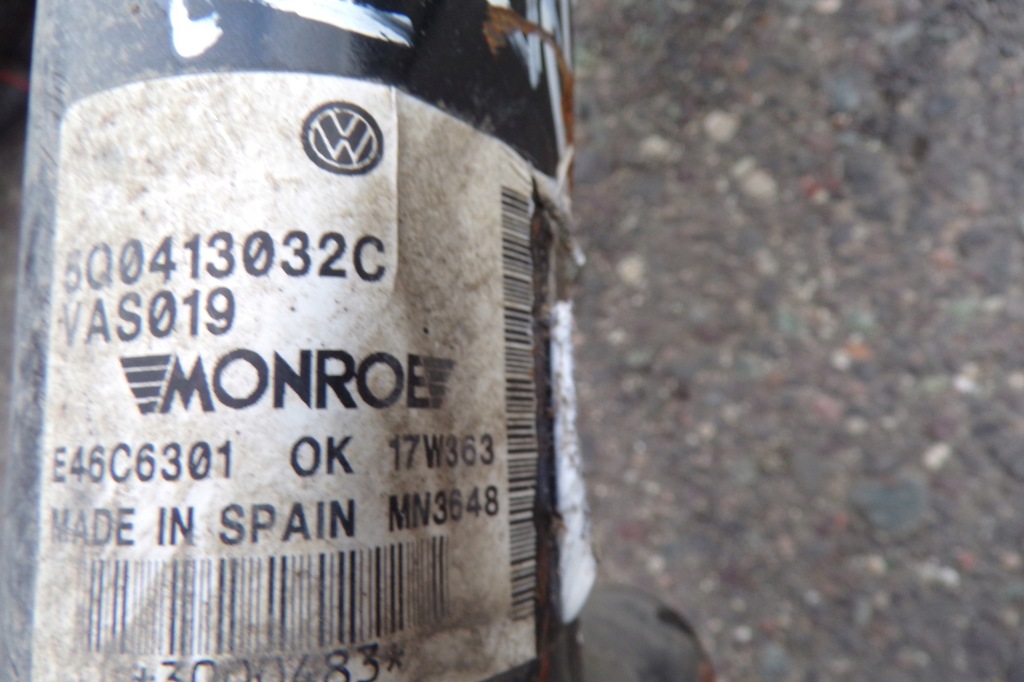 5Q0413032C
VAS019
MONROE
E46C6301 OK 17W363
MADE IN SPAIN MN3648